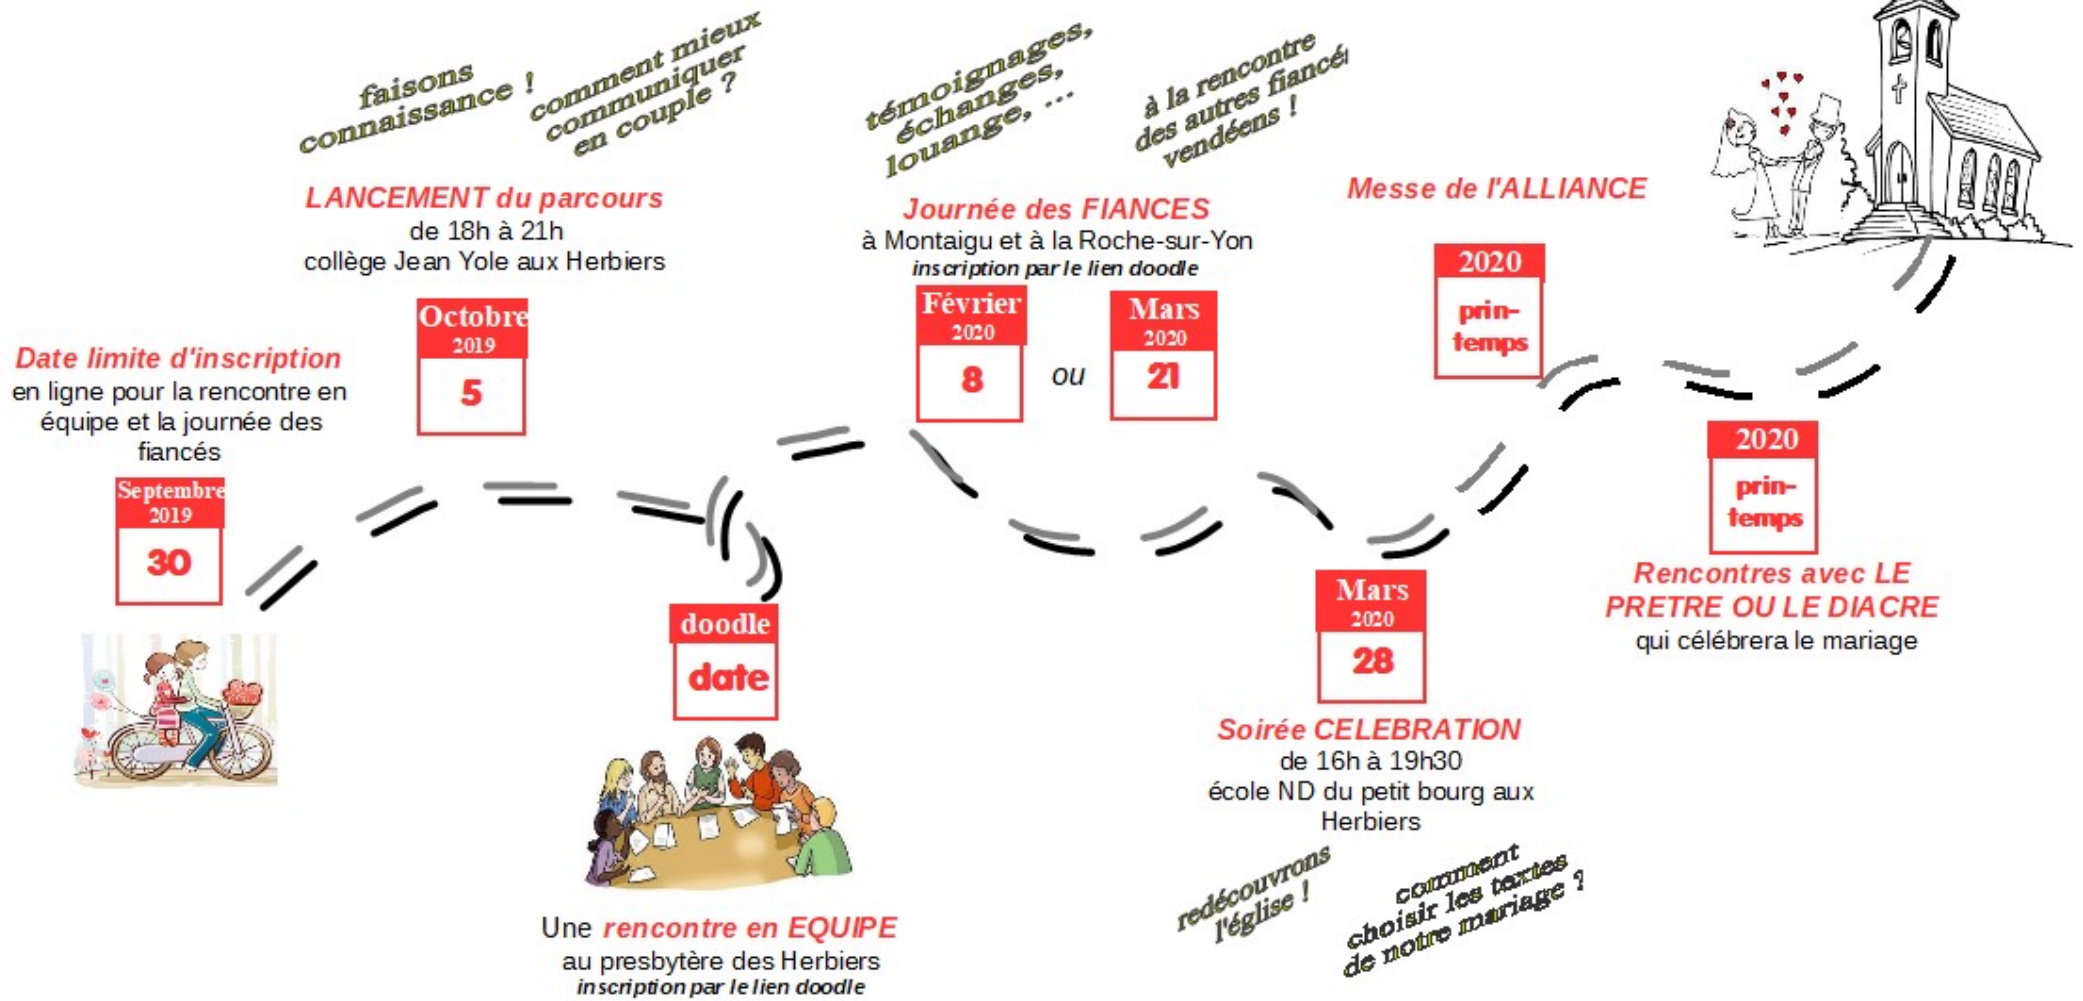 faisons
connaissance !
comment mieux
communiquer
en couple ?
LANCEMENT du parcours
de 18h à 21h
collège Jean Yole aux Herbiers
Octobre
2019
5
Date limite d'inscription
en ligne pour la rencontre en
équipe et la journée des
fiancés
Septembre
2019
30
doodle
date
Une rencontre en EQUIPE
au presbytère des Herbiers
inscription par le lien doodle
témoignages,
échanges,
louange, ...
à la rencontre
des autres fiancé
vendéens !
Journée des FIANCES
à Montaigu et à la Roche-sur-Yon
inscription par le lien doodle
Février
2020
8
ou
Mars
2020
21
Mars
2020
28
Soirée CELEBRATION
de 16h à 19h30
école ND du petit bourg aux
Herbiers
redécouvrons
l'église !
comment
choisir les textes
de notre mariage ?
Messe de l'ALLIANCE
2020
prin-
temps
2020
prin-
temps
Rencontres avec LE
PRETRE OU LE DIACRE
qui célébrera le mariage